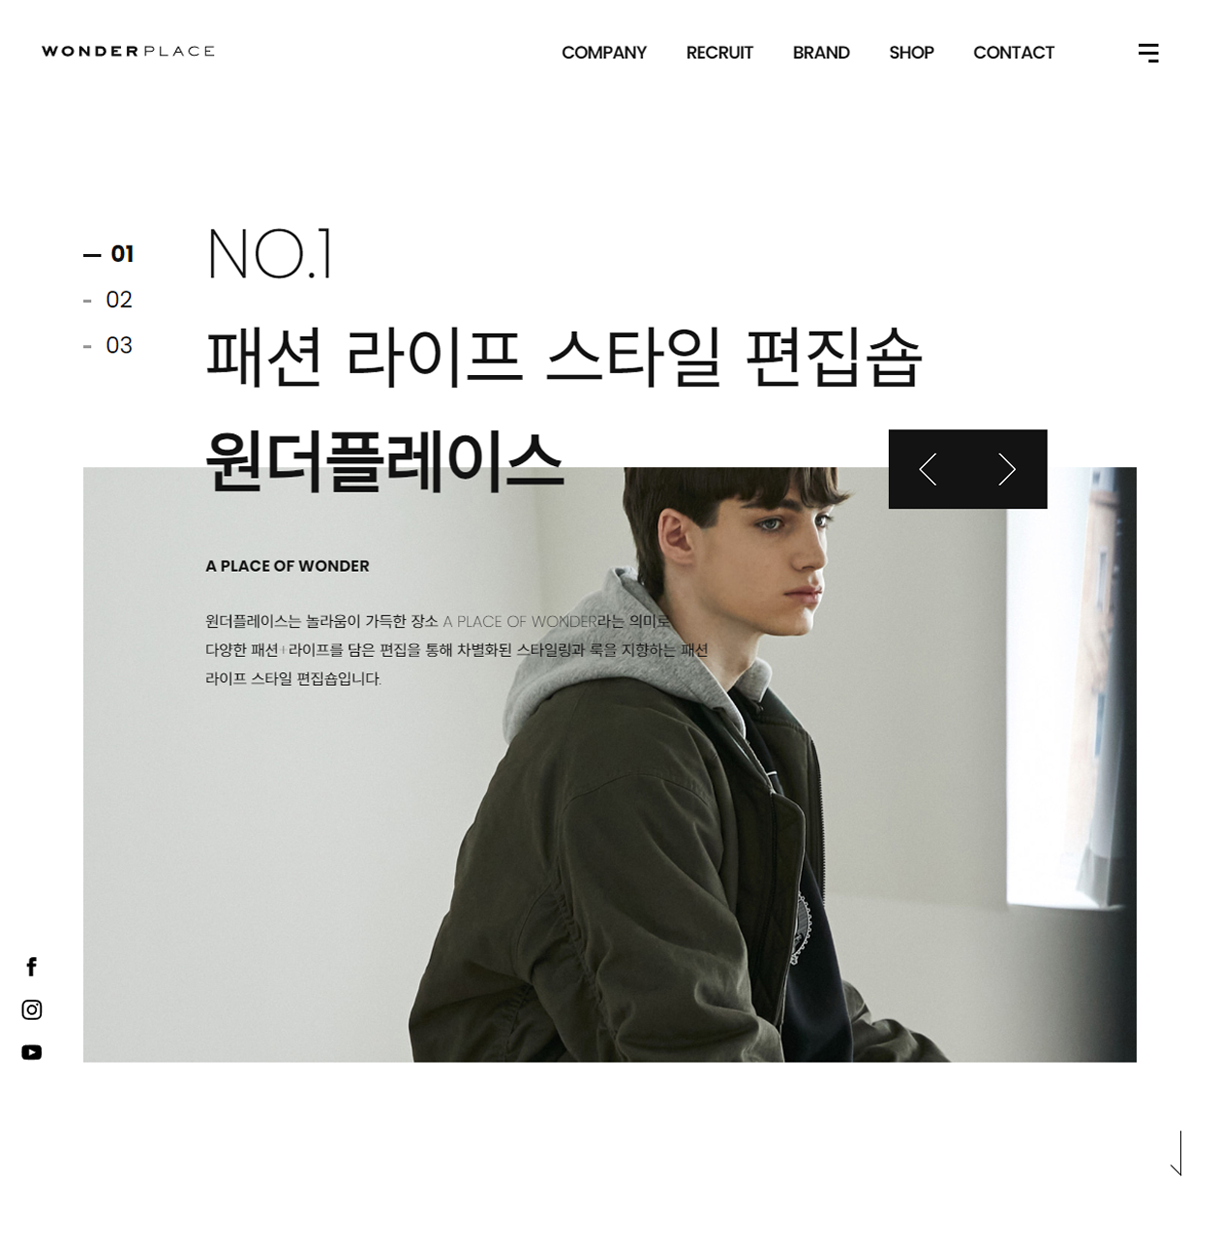 WONDERPLACE
COMPANY RECRUIT BRAND SHOP CONTACT
01
02
03
NO.1
패션 라이프 스타일 편집숍
원더플레이스
A PLACE OF WONDER
원더플레이스는 놀라움이 가득한 장소 A PLACE OF WONDER라는 의미로
다양한 패션+라이프를 담은 편집을 통해 차별화된 스타일링과 룩을 지향하는 패션
라이프 스타일 편집숍입니다.